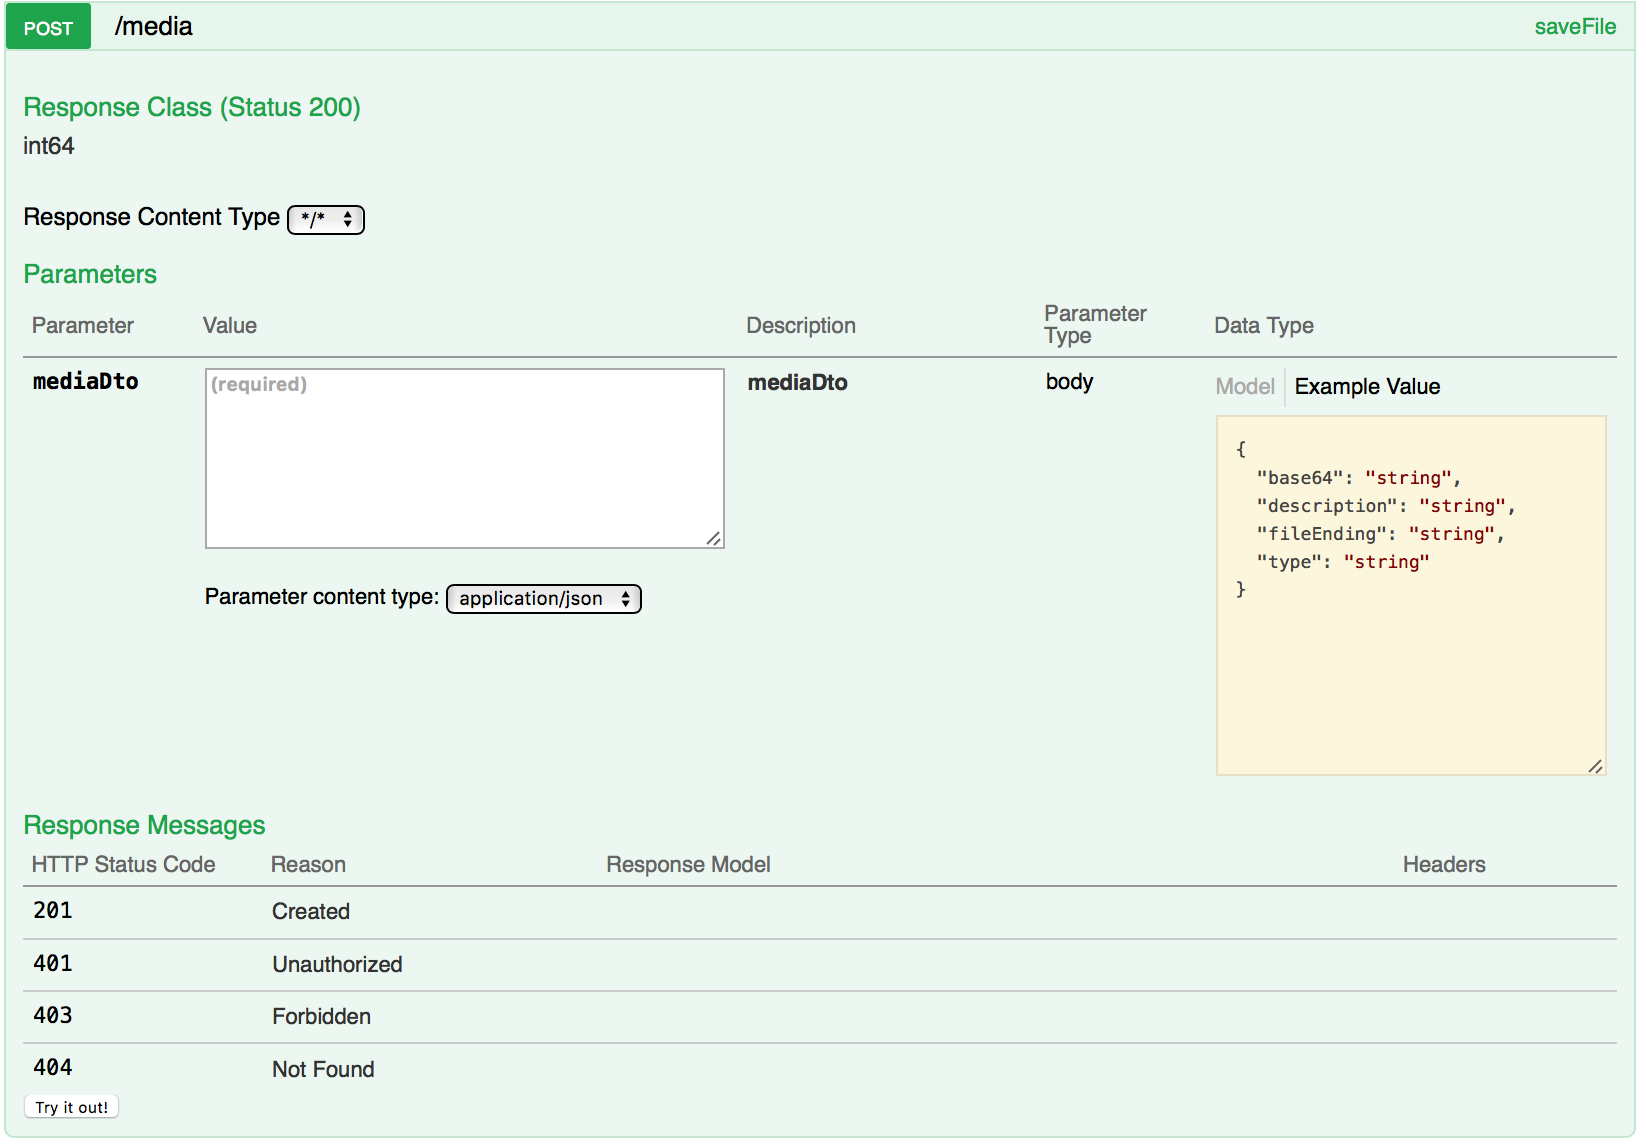 POST /media saveFile
Response Class (Status 200)
int64
Response Content Type */*
Parameters
Parameter Value Description Parameter Type Data Type
mediaDto (required) mediaDto body Model Example Value
{
"base64": "string",
"description": "string",
"fileEnding": "string",
"type": "string"
}
Parameter content type: application/json
Response Messages
HTTP Status Code Reason Response Model Headers
201 Created
401 Unauthorized
403 Forbidden
404 Not Found
Try it out!